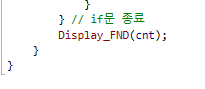 }
} // if문 종료
Display_FND(cnt);
}
}